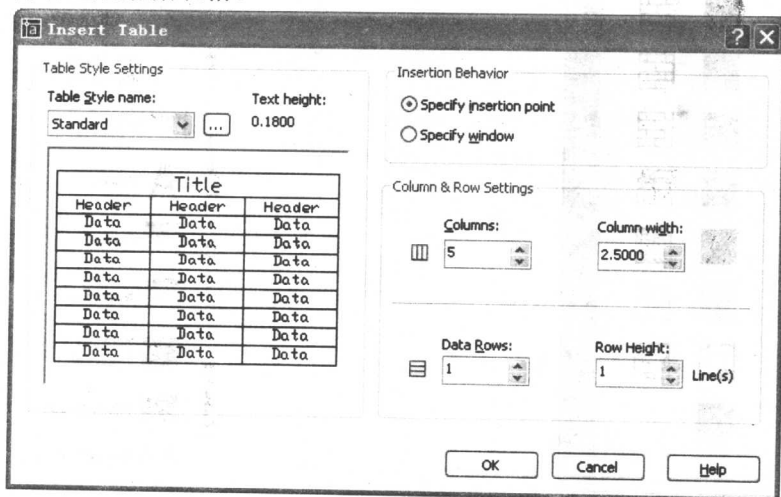 Insert Table
Table Style Settings
Table Style name:
Text height:
Standard
...
0.1800
Title
Header Header Header
Data Data Data
Data Data Data
Data Data Data
Data Data Data
Data Data Data
Data Data Data
Data Data Data
Data Data Data
Insertion Behavior
Specify insertion point
Specify window
Column & Row Settings
Columns:
Column width:
5
2.5000
Data Rows:
Row Height:
1
1
Line(s)
OK
Cancel
Help